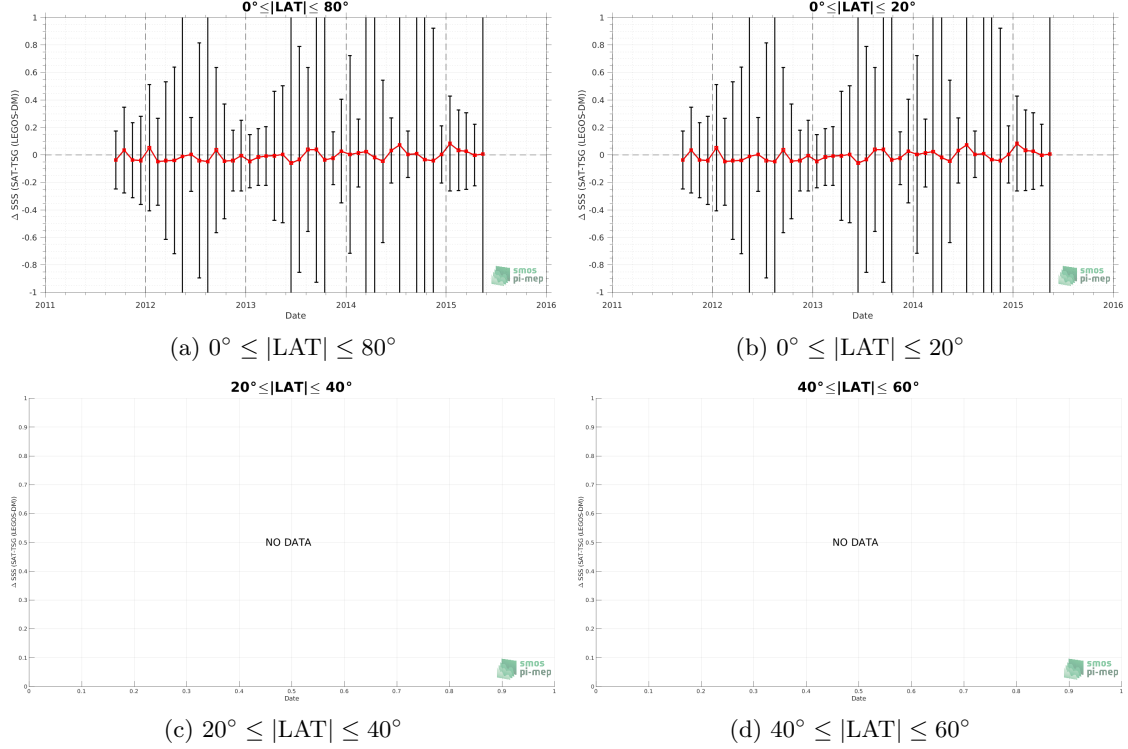 0°≤|LAT|≤ 80°
Δ SSS (SAT-TSG (LEGOS-DM))
1
0.8
0.6
0.4
0.2
0
-0.2
-0.4
-0.6
-0.8
-1
2011 2012 2013 2014 2015 2016
Date
smos
pi-mep
(a) 0° ≤ |LAT| ≤ 80°
0°≤|LAT|≤ 20°
Δ SSS (SAT-TSG (LEGOS-DM))
1
0.8
0.6
0.4
0.2
0
-0.2
-0.4
-0.6
-0.8
-1
2011 2012 2013 2014 2015 2016
Date
smos
pi-mep
(b) 0° ≤ |LAT| ≤ 20°
20°≤|LAT|≤ 40°
Δ SSS (SAT-TSG (LEGOS-DM))
1
0.9
0.8
0.7
0.6
0.5
0.4
0.3
0.2
0.1
0
NO DATA
0 0.1 0.2 0.3 0.4 0.5 0.6 0.7 0.8 0.9 1
Date
smos
pi-mep
(c) 20° ≤ |LAT| ≤ 40°
40°≤|LAT|≤ 60°
Δ SSS (SAT-TSG (LEGOS-DM))
1
0.9
0.8
0.7
0.6
0.5
0.4
0.3
0.2
0.1
0
NO DATA
0 0.1 0.2 0.3 0.4 0.5 0.6 0.7 0.8 0.9 1
Date
smos
pi-mep
(d) 40° ≤ |LAT| ≤ 60°